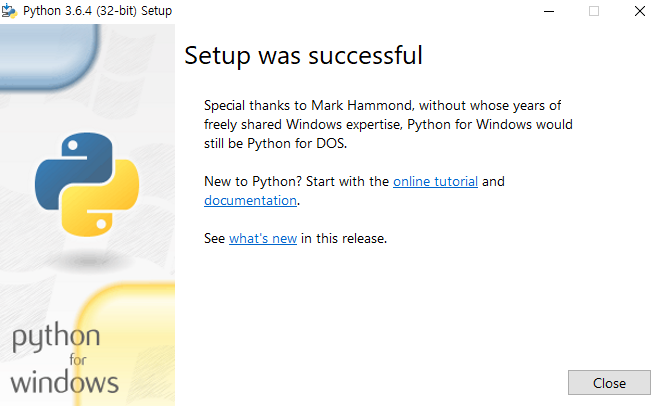 Python 3.6.4 (32-bit) Setup
Setup was successful
Special thanks to Mark Hammond, without whose years of
freely shared Windows expertise, Python for Windows would
still be Python for DOS.
New to Python? Start with the online tutorial and
documentation.
See what's new in this release.
python
for
windows
Close